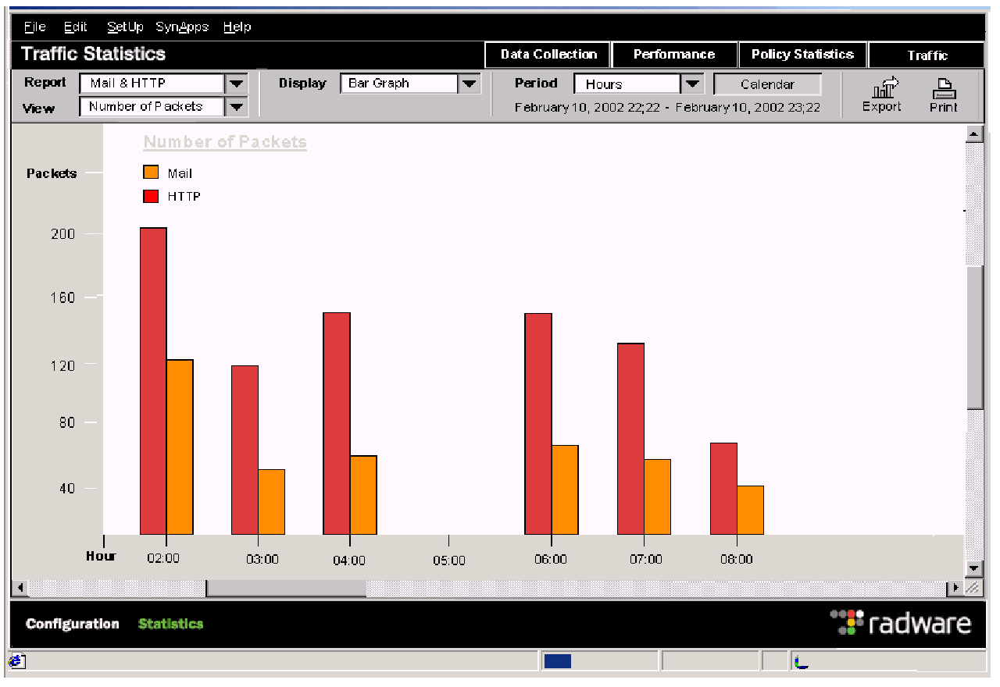 File Edit SetUp SynApps Help
Traffic Statistics Data Collection Performance Policy Statistics Traffic
Report Mail & HTTP Display Bar Graph Period Hours Calendar
View Number of Packets February 10, 2002 22;22 - February 10, 2002 23;22 Export Print
Number of Packets
Packets
Mail
HTTP
200
160
120
80
40
Hour 02:00 03:00 04:00 05:00 06:00 07:00 08:00
Configuration Statistics radware